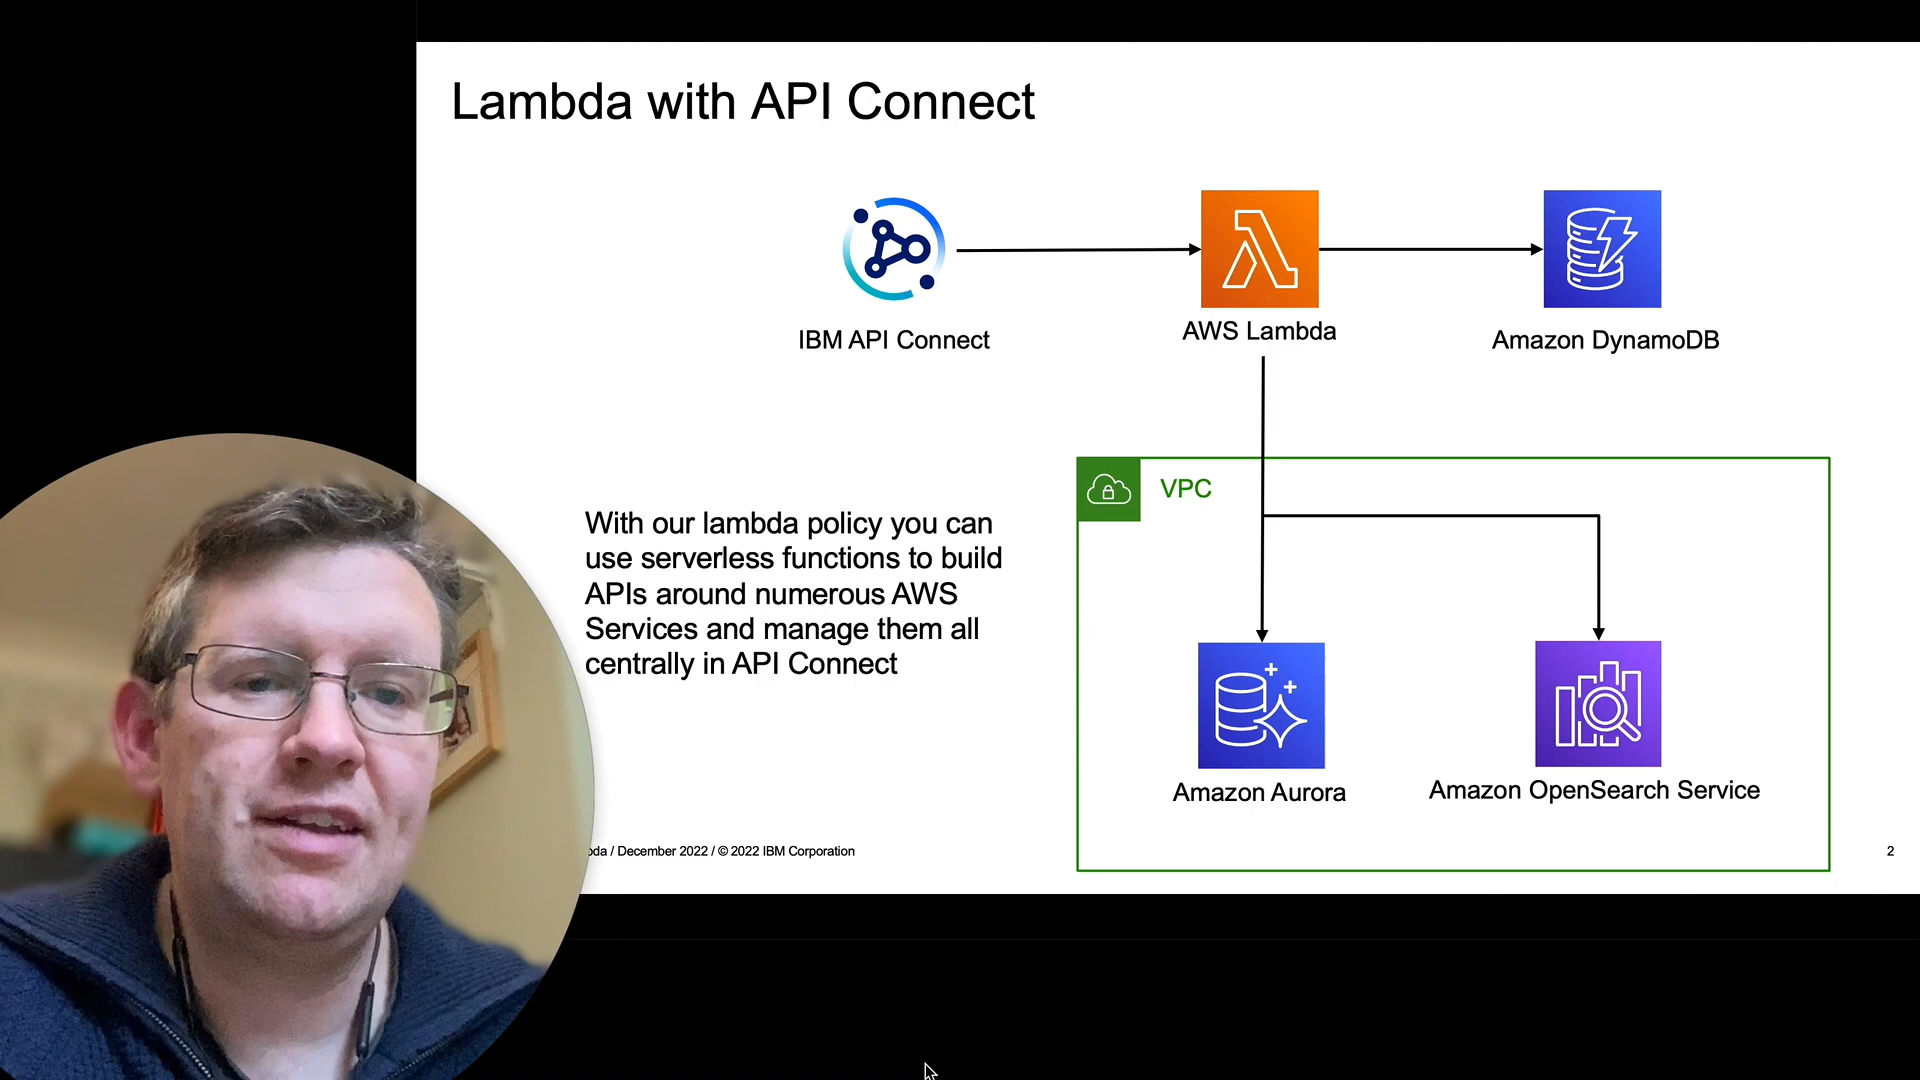 Lambda with API Connect
IBM API Connect
AWS Lambda
Amazon DynamoDB
VPC
With our lambda policy you can
use serverless functions to build
APIs around numerous AWS
Services and manage them all
centrally in API Connect
Amazon Aurora
Amazon OpenSearch Service
/ December 2022 / © 2022 IBM Corporation
2